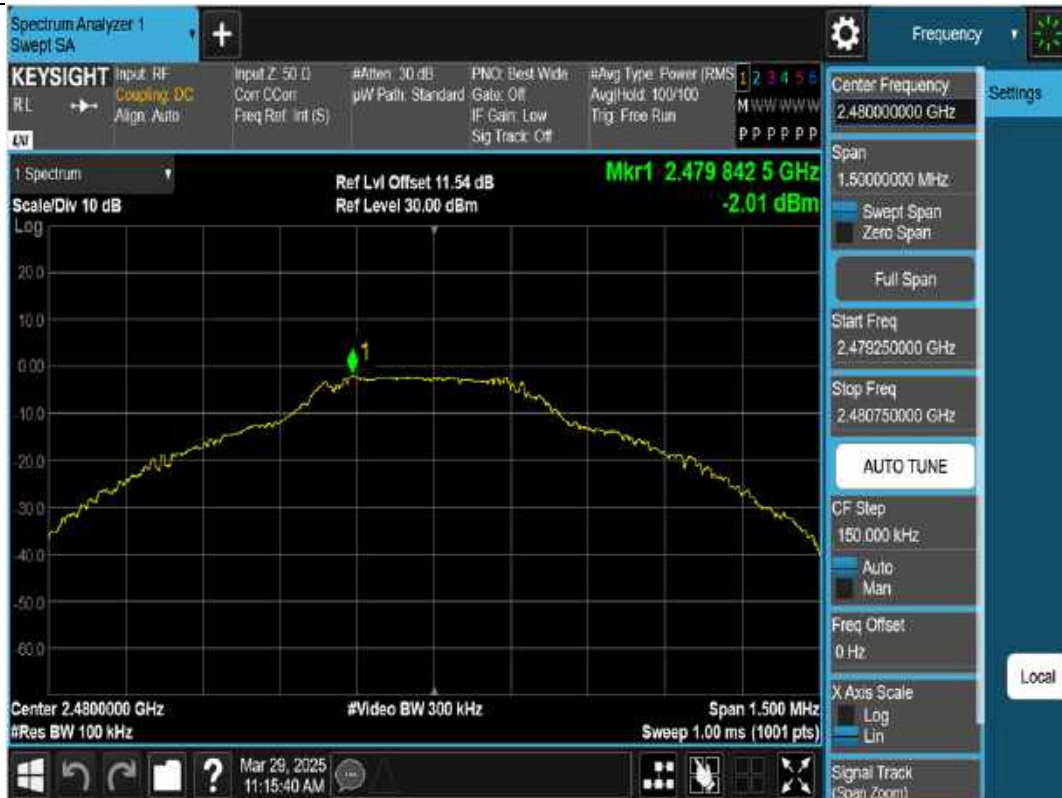 Spectrum Analyzer 1
Swept SA
Frequency
KEYSIGHT
RL
Input: RF
Coupling: DC
Align: Auto
Input Z: 50 Ω
Corr CCorr
Freq Ref: Int (S)
#Atten: 30 dB
µW Path: Standard
PNO: Best Wide
Gate: Off
IF Gain: Low
Sig Track: Off
#Avg Type: Power (RMS
Avg|Hold: 100/100
Trig: Free Run
1 2 3 4 5 6
M W W W W W
P P P P P P
1 Spectrum
Scale/Div 10 dB
Log
Ref Lvl Offset 11.54 dB
Ref Level 30.00 dBm
Mkr1 2.479 842 5 GHz
-2.01 dBm
20.0
10.0
0.00
-10.0
-20.0
-30.0
-40.0
-50.0
-60.0
1
Center 2.4800000 GHz
#Res BW 100 kHz
#Video BW 300 kHz
Span 1.500 MHz
Sweep 1.00 ms (1001 pts)
Mar 29, 2025
11:15:40 AM
Center Frequency
2.480000000 GHz
Settings
Span
1.50000000 MHz
Swept Span
Zero Span
Full Span
Start Freq
2.479250000 GHz
Stop Freq
2.480750000 GHz
AUTO TUNE
CF Step
150.000 kHz
Auto
Man
Freq Offset
0 Hz
X Axis Scale
Log
Lin
Local
Signal Track
(Span Zoom)